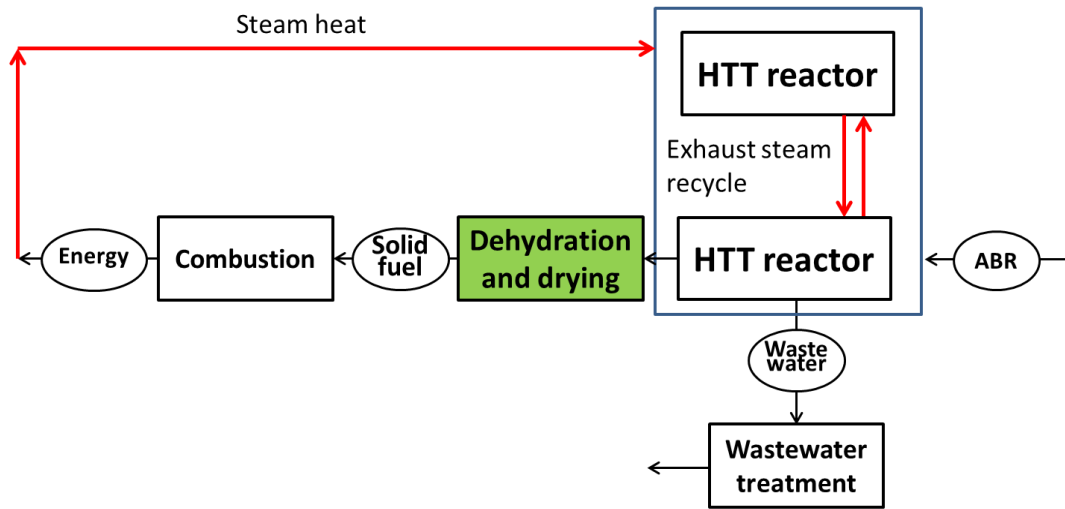 Steam heat
HTT reactor
Exhaust steam
recycle
Energy
Combustion
Solid
fuel
Dehydration
and drying
HTT reactor
ABR
Waste
water
Wastewater
treatment